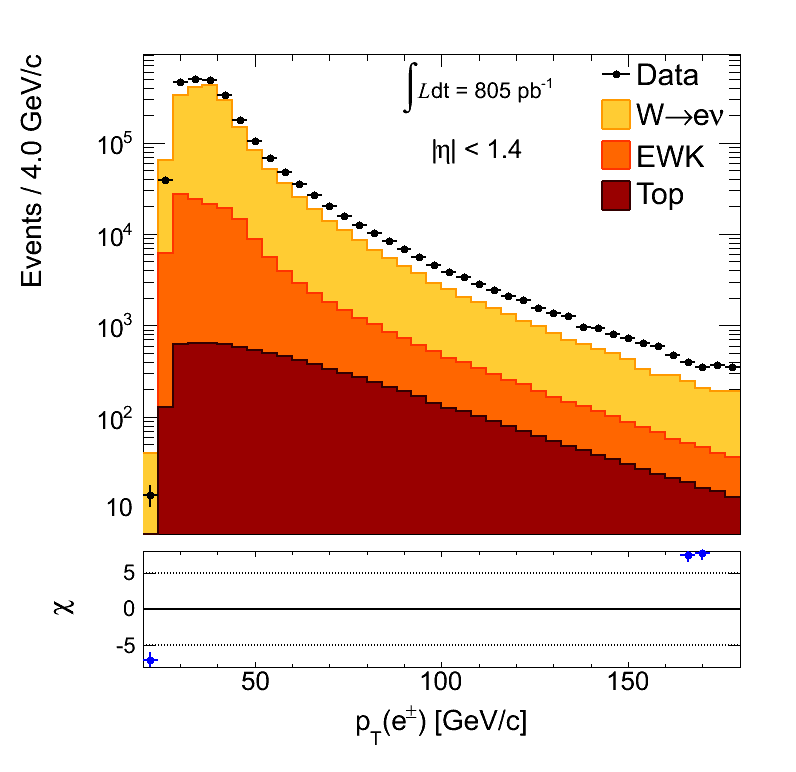 Events / 4.0 GeV/c
10⁵
10⁴
10³
10²
10
∫ Ldt = 805 pb⁻¹
|η| < 1.4
Data
W→eν
EWK
Top
χ
5
0
-5
50
100
150
p_T(e^±) [GeV/c]